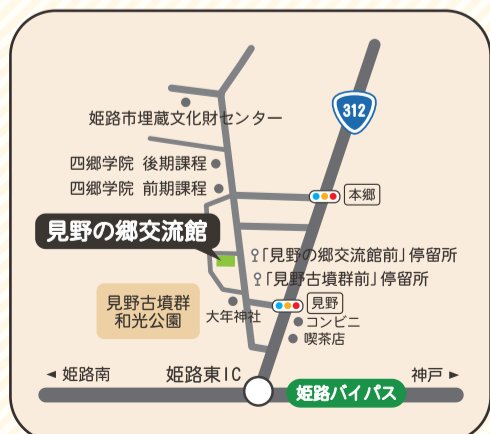 312
姫路市埋蔵文化財センター
四郷学院 後期課程
四郷学院 前期課程
本郷
見野の郷交流館
「見野の郷交流館前」停留所
「見野古墳群前」停留所
見野古墳群
和光公園
大年神社
見野
コンビニ
喫茶店
◄ 姫路南
姫路東IC
姫路バイパス
神戸 ►